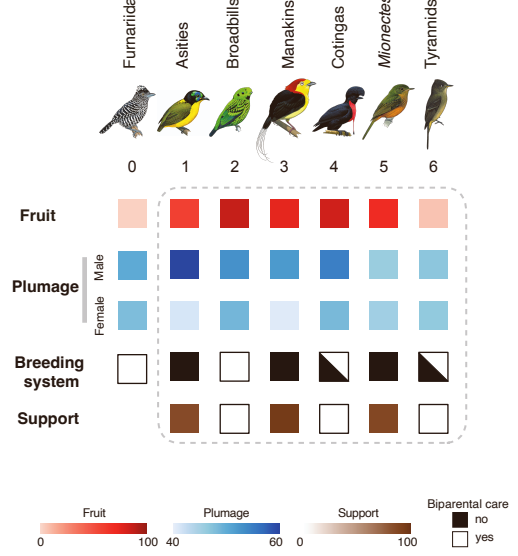 Furnariida
Asities
Broadbills
Manakins
Cotingas
Mionectes
Tyrannids
0 1 2 3 4 5 6
Fruit
Plumage
Male
Female
Breeding
system
Support
Fruit
0 100
Plumage
40 60
Support
0 100
Biparental care
no
yes